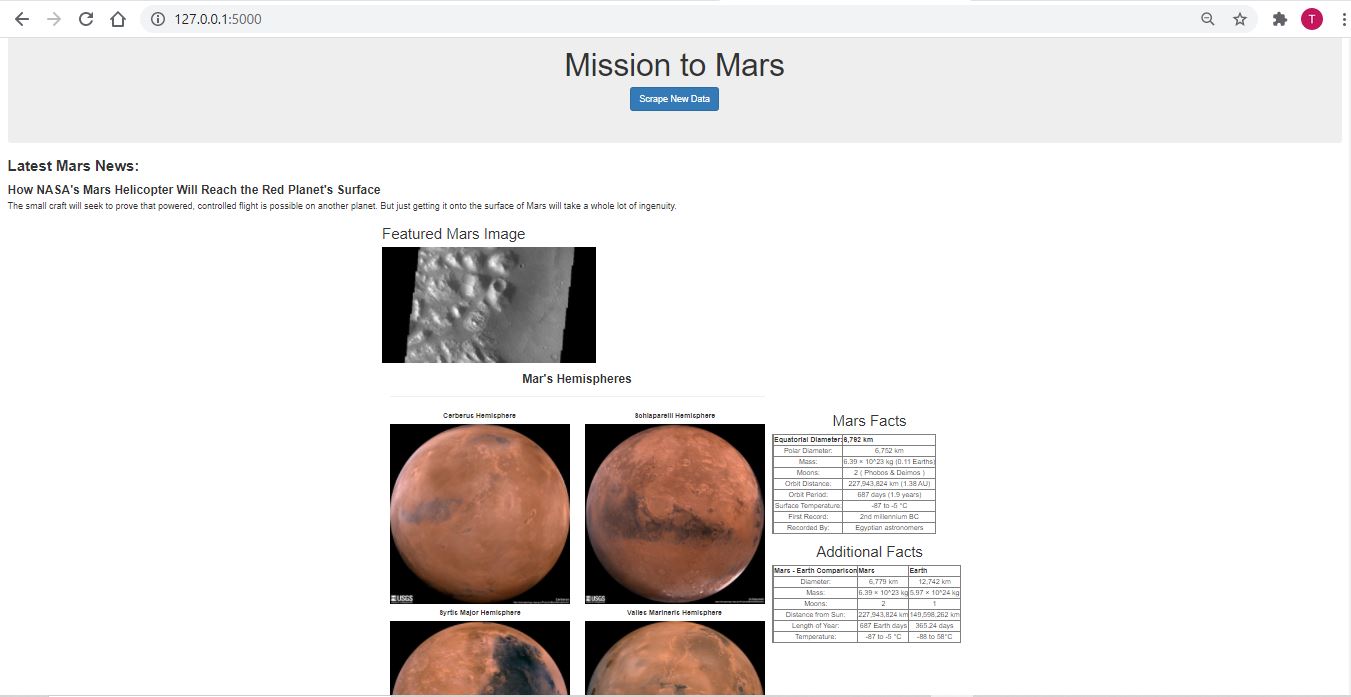 127.0.0.1:5000
T
Mission to Mars
Scrape New Data
Latest Mars News:
How NASA's Mars Helicopter Will Reach the Red Planet's Surface
The small craft will seek to prove that powered, controlled flight is possible on another planet. But just getting it onto the surface of Mars will take a whole lot of ingenuity.
Featured Mars Image
Mar's Hemispheres
Cerberus Hemisphere
Schiaparelli Hemisphere
USGS
USGS
Syrtis Major Hemisphere
Valles Marineris Hemisphere
Mars Facts
Equatorial Diameter: 6,792 km
Polar Diameter: 6,752 km
Mass: 6.39 × 10^23 kg (0.11 Earths)
Moons: 2 ( Phobos & Deimos )
Orbit Distance: 227,943,824 km (1.38 AU)
Orbit Period: 687 days (1.9 years)
Surface Temperature: -87 to -5 °C
First Record: 2nd millennium BC
Recorded By: Egyptian astronomers
Additional Facts
Mars - Earth Comparison Mars Earth
Diameter: 6,779 km 12,742 km
Mass: 6.39 × 10^23 kg 5.97 × 10^24 kg
Moons: 2 1
Distance from Sun: 227,943,824 km 149,598,262 km
Length of Year: 687 Earth days 365.24 days
Temperature: -87 to -5 °C -88 to 58°C